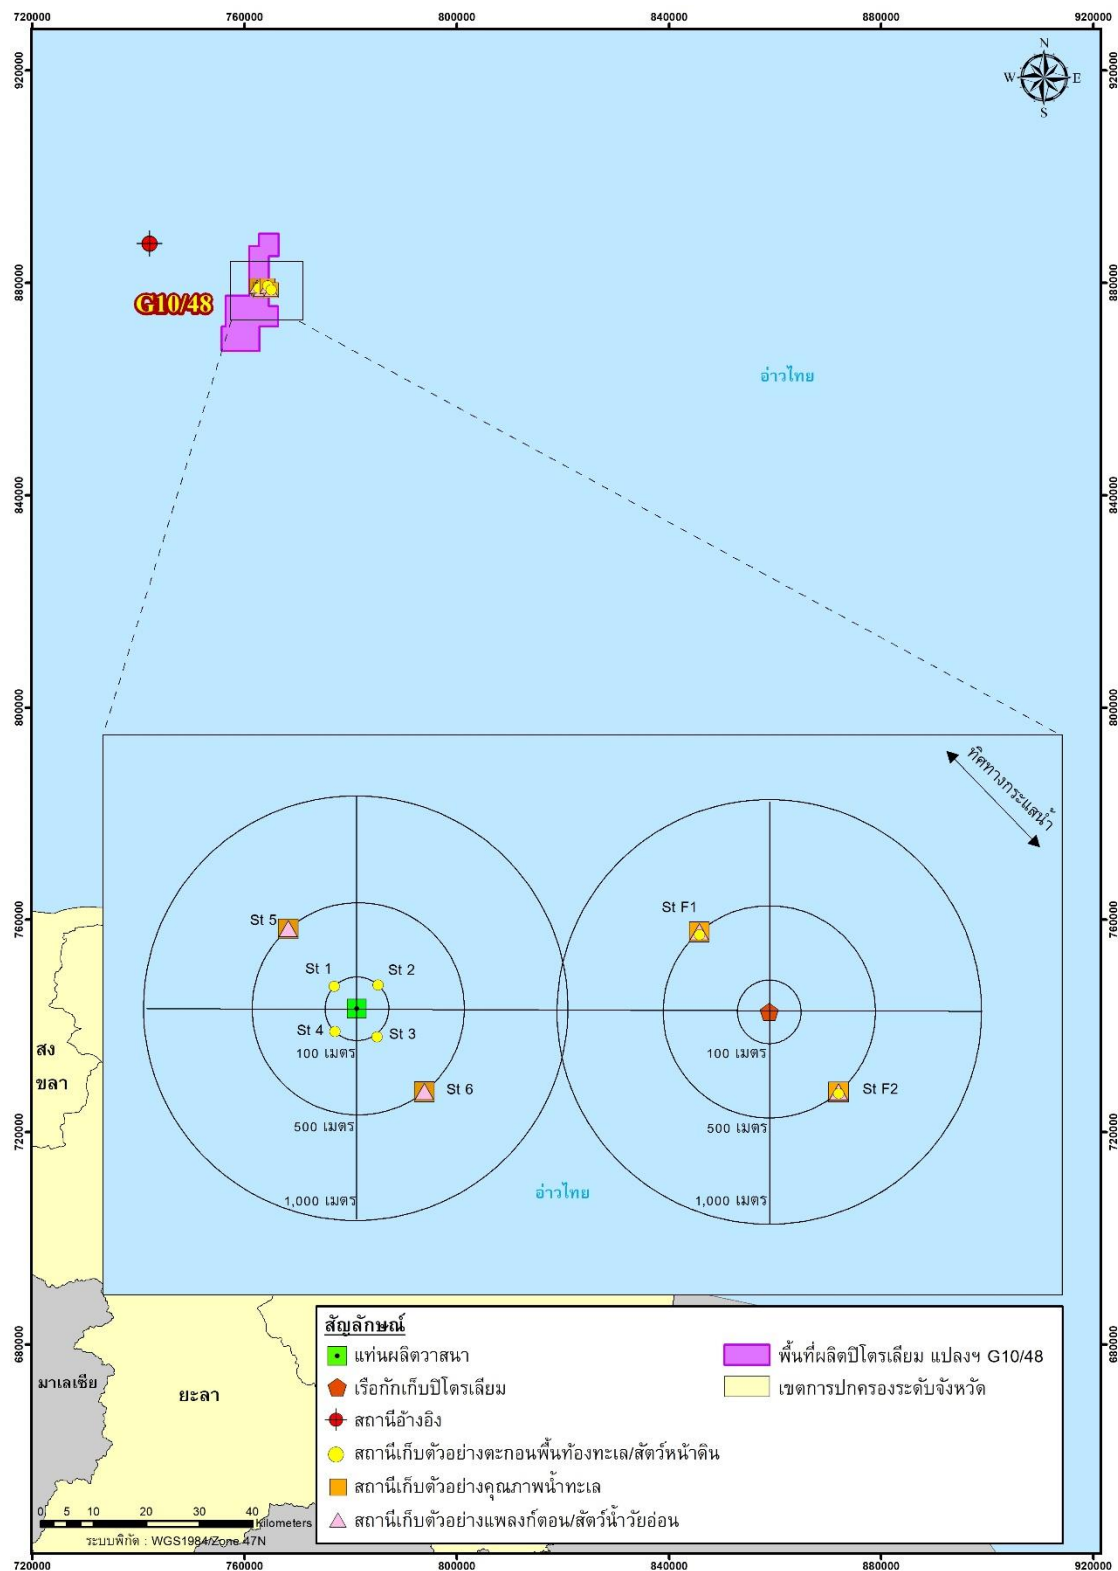 720000 760000 800000 840000 880000 920000
N
W E
S
920000 920000
880000 880000
G10/48
อ่าวไทย
840000 840000
800000 800000
ทิศทางกระแสน้ำ
760000 760000
St 5
St F1
St 1 St 2
St 4 St 3
100 เมตร 100 เมตร
สง
ขลา
St 6 St F2
500 เมตร 500 เมตร
720000 720000
1,000 เมตร 1,000 เมตร
อ่าวไทย
680000 680000
มาเลเซีย
ยะลา
สัญลักษณ์
แท่นผลิตวาสนา
เรือกักเก็บปิโตรเลียม
สถานีอ้างอิง
สถานีเก็บตัวอย่างตะกอนพื้นท้องทะเล/สัตว์หน้าดิน
สถานีเก็บตัวอย่างคุณภาพน้ำทะเล
สถานีเก็บตัวอย่างแพลงก์ตอน/สัตว์น้ำวัยอ่อน
พื้นที่ผลิตปิโตรเลียม แปลงฯ G10/48
เขตการปกครองระดับจังหวัด
0 5 10 20 30 40
Kilometers
ระบบพิกัด : WGS1984/Zone 47N
720000 760000 800000 840000 880000 920000